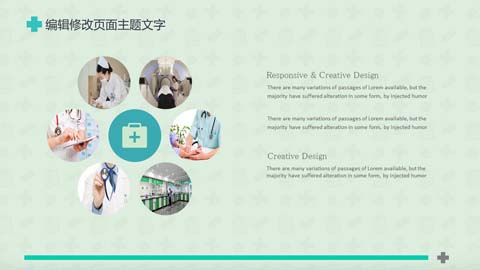 编辑修改页面主题文字
Responsive & Creative Design
There are many variations of passages of Lorem available, but the
majority have suffered alteration in some form, by injected humor
There are many variations of passages of Lorem available, but the
majority have suffered alteration in some form, by injected humor
Creative Design
There are many variations of passages of Lorem available, but the
majority have suffered alteration in some form, by injected humor